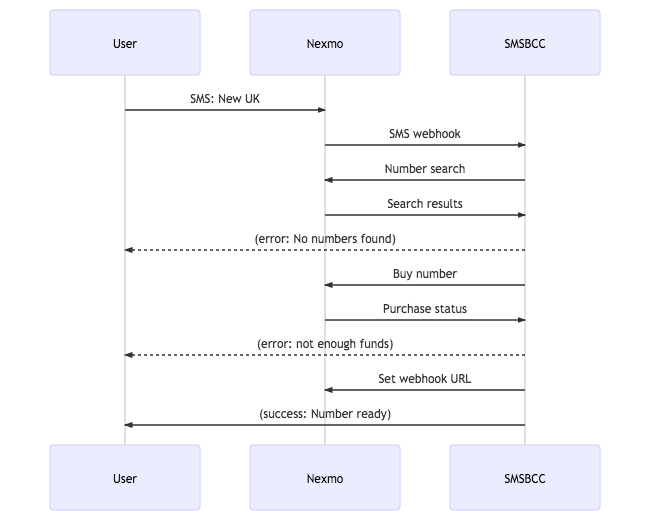 User
Nexmo
SMSBCC
SMS: New UK
SMS webhook
Number search
Search results
(error: No numbers found)
Buy number
Purchase status
(error: not enough funds)
Set webhook URL
(success: Number ready)
User
Nexmo
SMSBCC